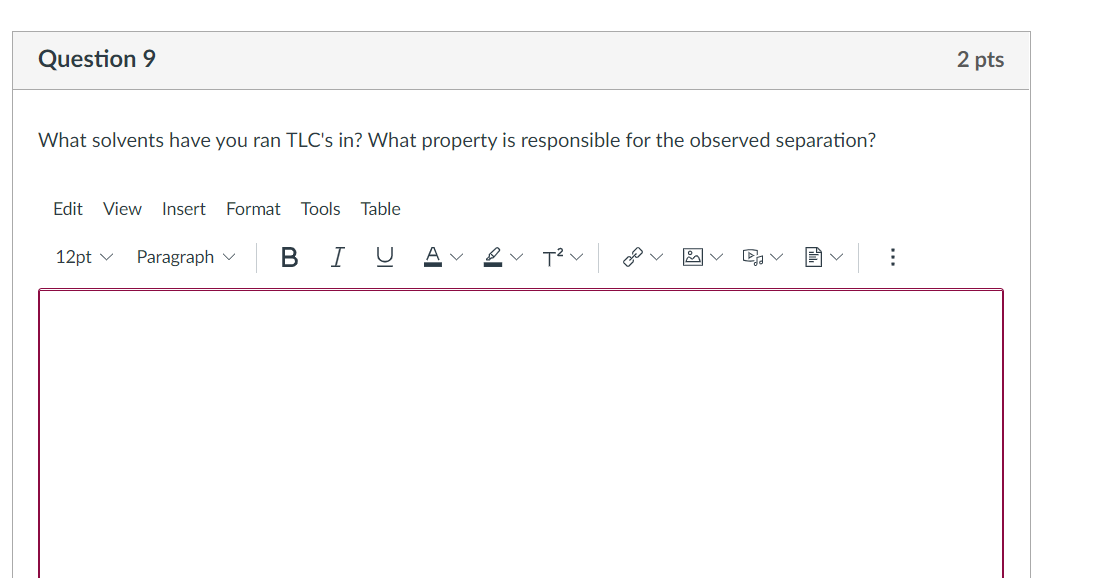 Question 9 2 pts
What solvents have you ran TLC's in? What property is responsible for the observed separation?
Edit View Insert Format Tools Table
12pt Paragraph B I U A T²